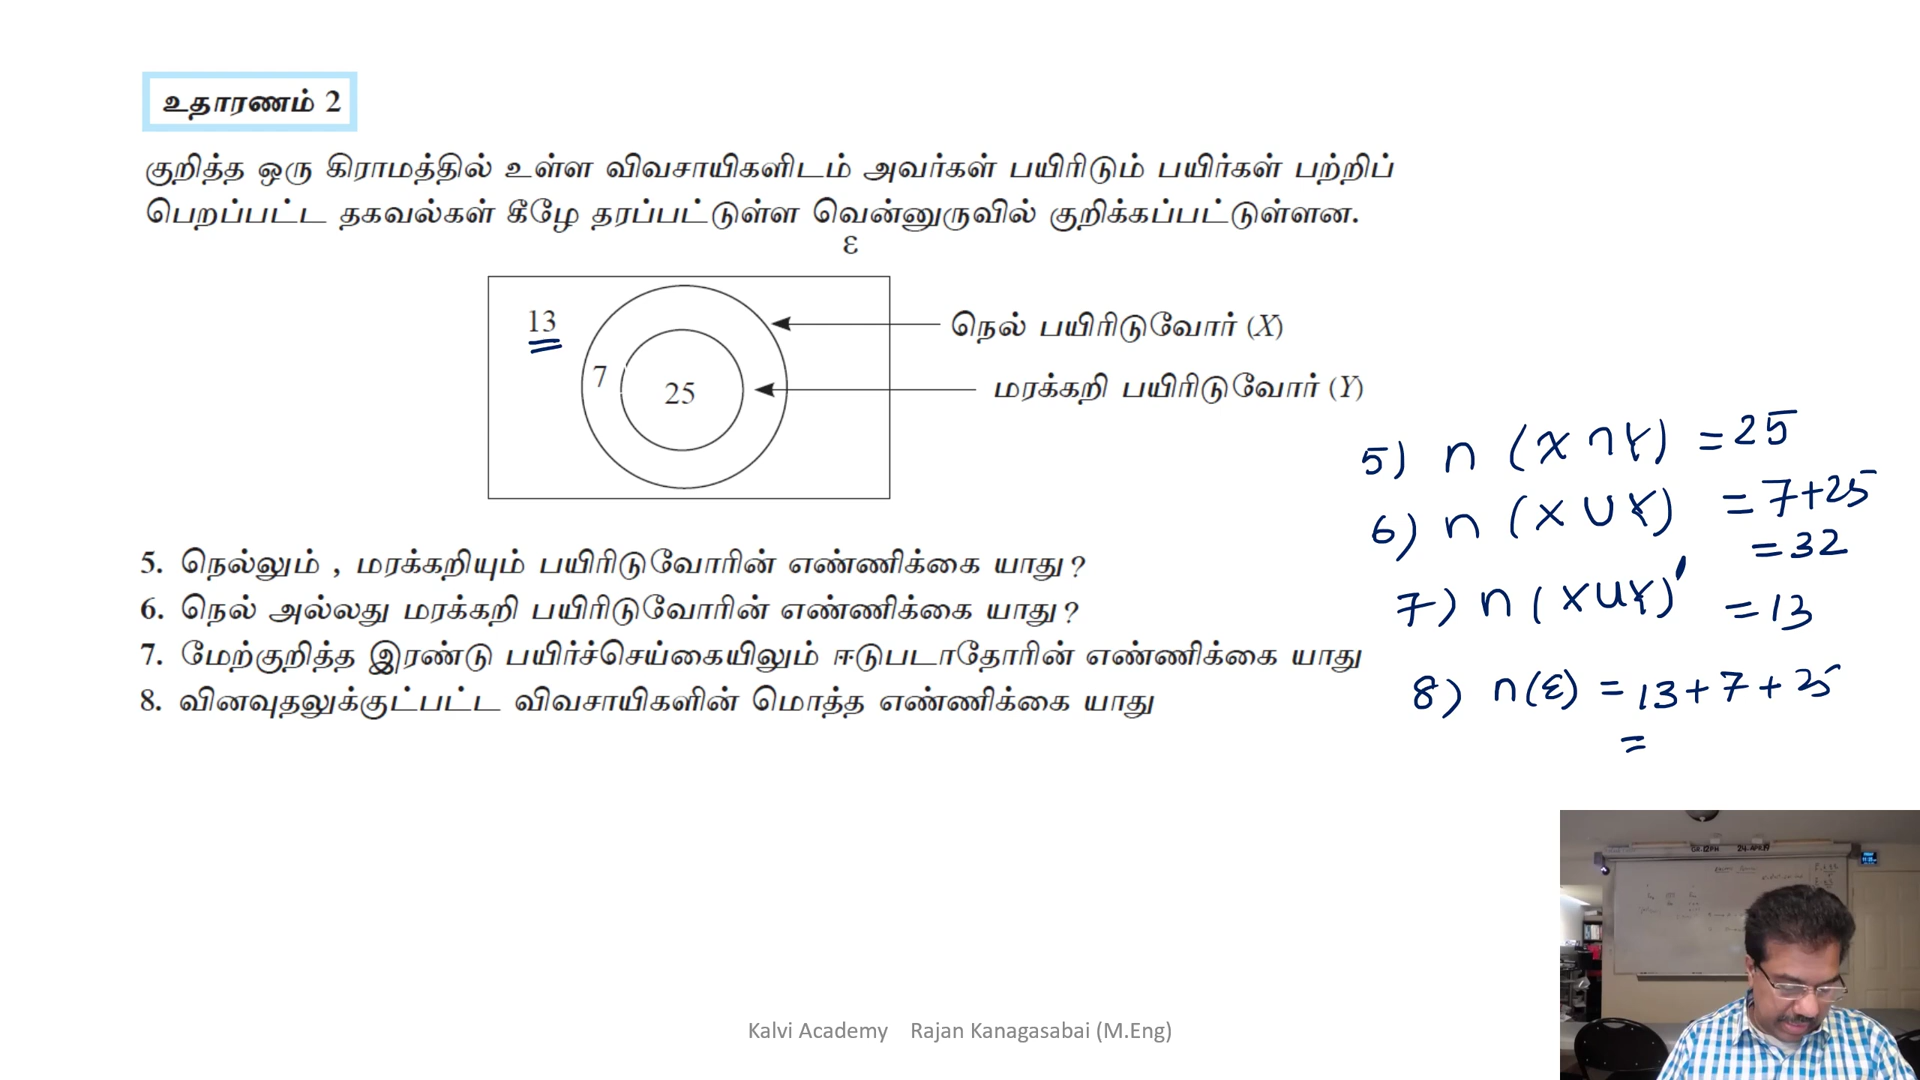 உதாரணம் 2
குறித்த ஒரு கிராமத்தில் உள்ள விவசாயிகளிடம் அவர்கள் பயிரிடும் பயிர்கள் பற்றிப்
பெறப்பட்ட தகவல்கள் கீழே தரப்பட்டுள்ள வென்னுருவில் குறிக்கப்பட்டுள்ளன.
ε
13
நெல் பயிரிடுவோர் (X)
7
25
மரக்கறி பயிரிடுவோர் (Y)
5) n (X ∩ Y) = 25
6) n (X ∪ Y) = 7+25
= 32
7) n (X ∪ Y)' = 13
8) n(ε) = 13 + 7 + 25
=
5. நெல்லும் , மரக்கறியும் பயிரிடுவோரின் எண்ணிக்கை யாது ?
6. நெல் அல்லது மரக்கறி பயிரிடுவோரின் எண்ணிக்கை யாது ?
7. மேற்குறித்த இரண்டு பயிர்ச்செய்கையிலும் ஈடுபடாதோரின் எண்ணிக்கை யாது
8. வினவுதலுக்குட்பட்ட விவசாயிகளின் மொத்த எண்ணிக்கை யாது
Kalvi Academy Rajan Kanagasabai (M.Eng)